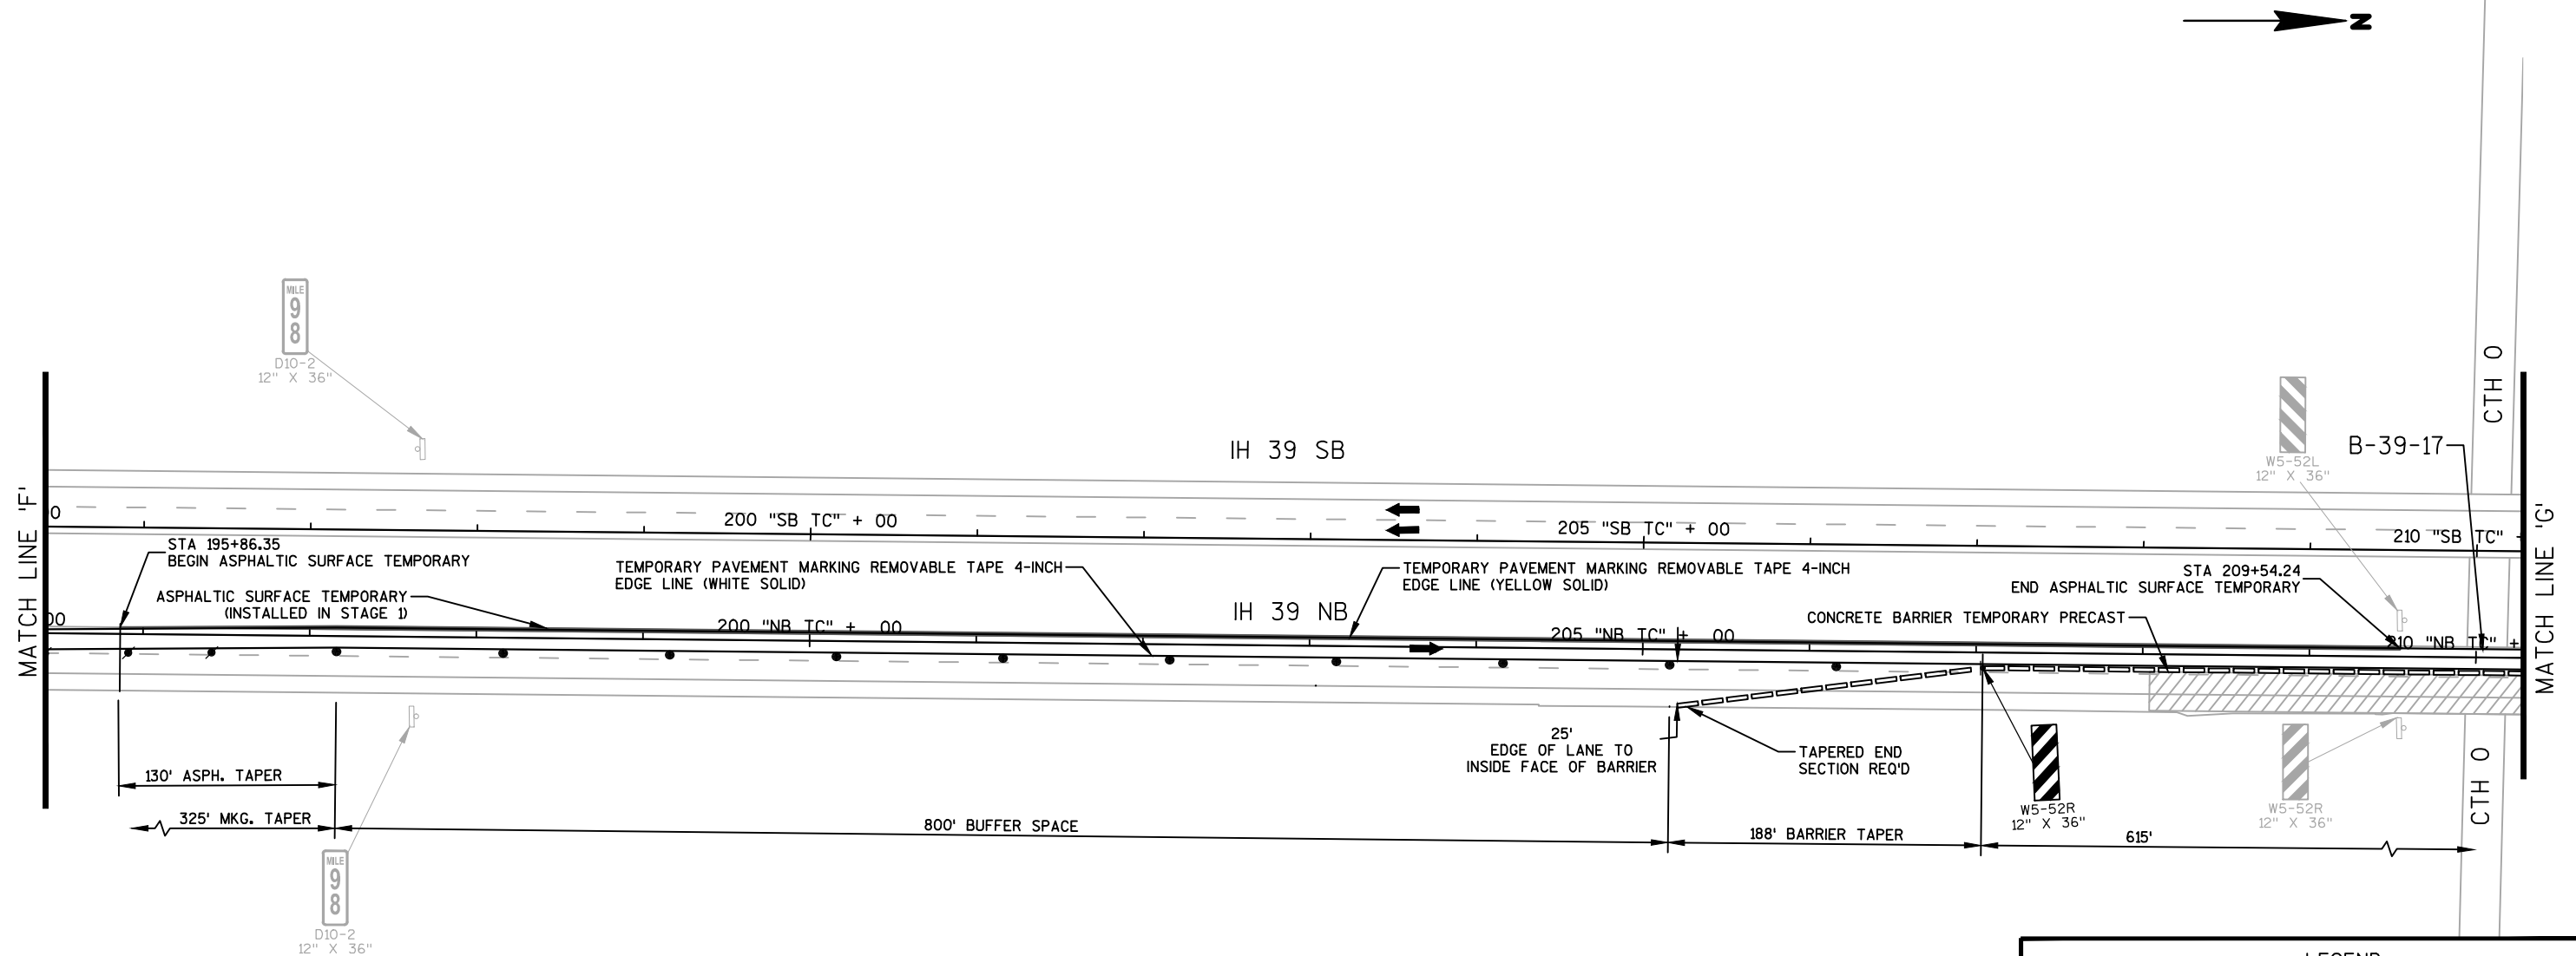 N
MILE
9
8
D10-2
12" X 36"
CTH O
W5-52L
12" X 36"
B-39-17
IH 39 SB
MATCH LINE 'F'
MATCH LINE 'G'
0
200 "SB TC" + 00
205 "SB TC" + 00
210 "SB TC" +
STA 195+86.35
BEGIN ASPHALTIC SURFACE TEMPORARY
TEMPORARY PAVEMENT MARKING REMOVABLE TAPE 4-INCH
EDGE LINE (WHITE SOLID)
TEMPORARY PAVEMENT MARKING REMOVABLE TAPE 4-INCH
EDGE LINE (YELLOW SOLID)
STA 209+54.24
END ASPHALTIC SURFACE TEMPORARY
ASPHALTIC SURFACE TEMPORARY
(INSTALLED IN STAGE 1)
IH 39 NB
CONCRETE BARRIER TEMPORARY PRECAST
00
200 "NB TC" + 00
205 "NB TC" + 00
210 "NB TC" +
25'
EDGE OF LANE TO
INSIDE FACE OF BARRIER
TAPERED END
SECTION REQ'D
130' ASPH. TAPER
325' MKG. TAPER
800' BUFFER SPACE
188' BARRIER TAPER
615'
W5-52R
12" X 36"
W5-52R
12" X 36"
CTH O
MILE
9
8
D10-2
12" X 36"